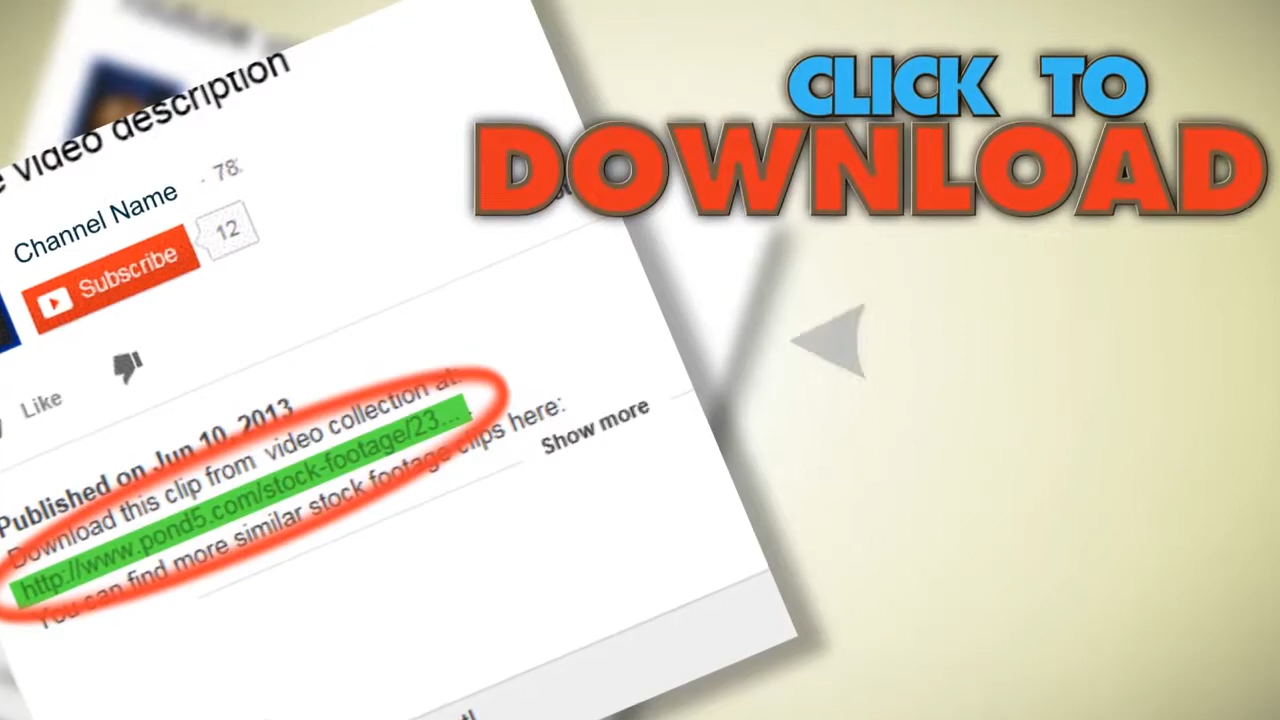 CLICK TO
DOWNLOAD
video description
Channel Name
78%
Subscribe
12
Like
Published on Jun 10, 2013
Download this clip from video collection at:
http://www.pond5.com/stock-footage/23...
You can find more similar stock footage clips here:
Show more